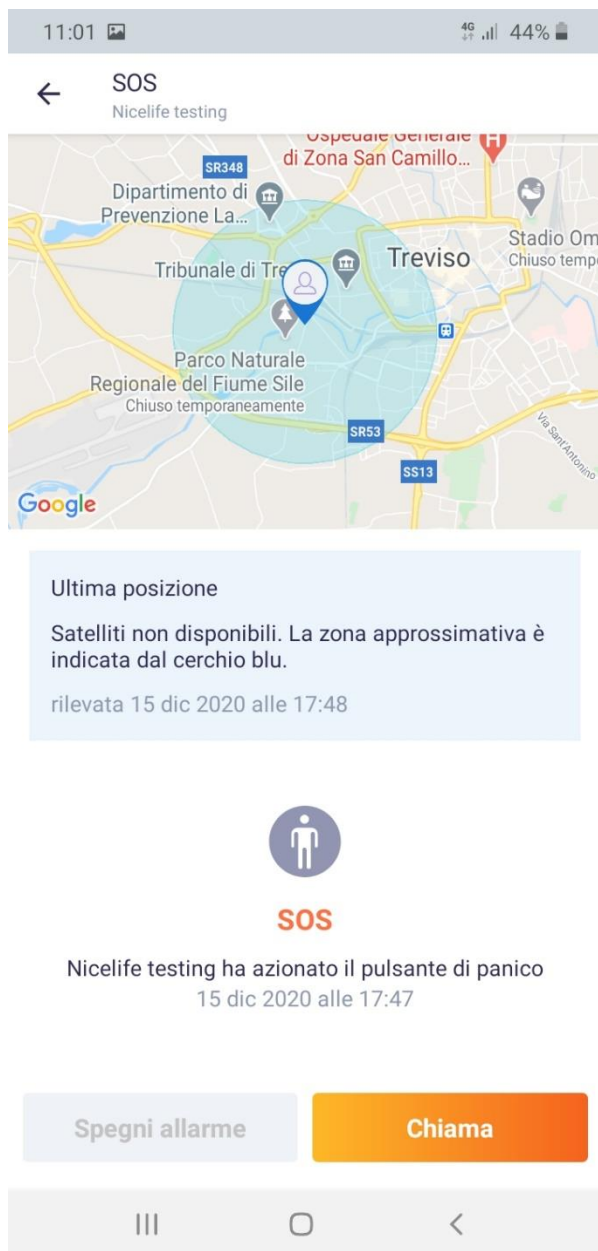 11:01
4G
44%
SOS
Nicelife testing
Ospedale Generale
di Zona San Camillo...
H
SR348
Dipartimento di
Prevenzione La...
Stadio Om
Chiuso temp
Tribunale di Tre
Treviso
Parco Naturale
Regionale del Fiume Sile
Chiuso temporaneamente
SR53
Via Sant'Antonino
SS13
Google
Ultima posizione
Satelliti non disponibili. La zona approssimativa è
indicata dal cerchio blu.
rilevata 15 dic 2020 alle 17:48
SOS
Nicelife testing ha azionato il pulsante di panico
15 dic 2020 alle 17:47
Spegni allarme
Chiama